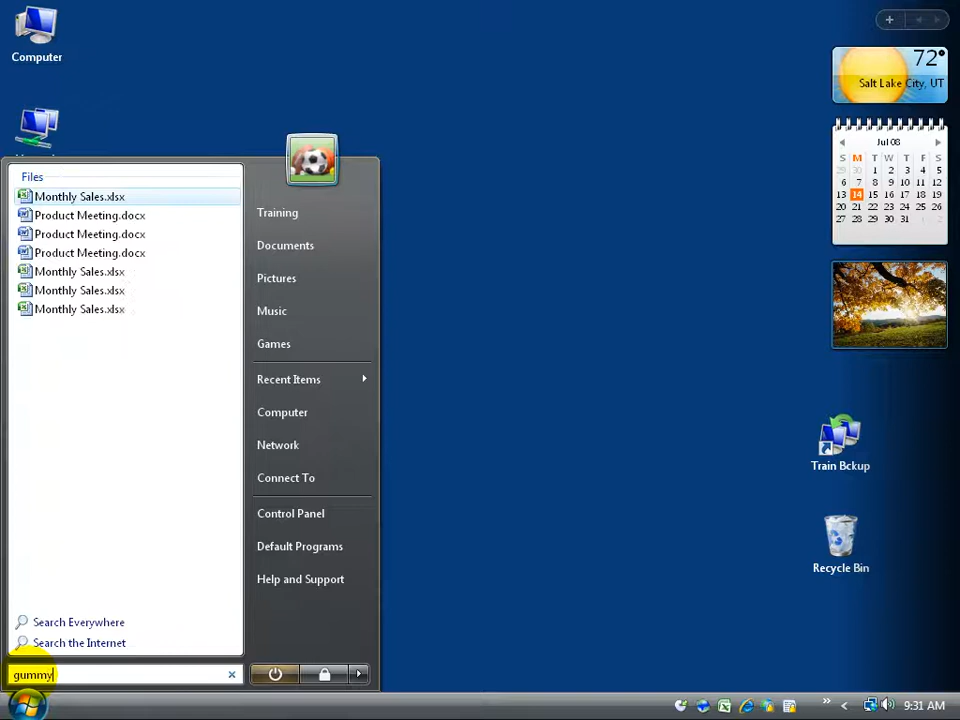 Computer
Files
Monthly Sales.xlsx
Product Meeting.docx
Product Meeting.docx
Product Meeting.docx
Monthly Sales.xlsx
Monthly Sales.xlsx
Monthly Sales.xlsx
Search Everywhere
Search the Internet
gummy
Training
Documents
Pictures
Music
Games
Recent Items
Computer
Network
Connect To
Control Panel
Default Programs
Help and Support
72°
Salt Lake City, UT
Jul 08
S M T W T F S
29 30 1 2 3 4 5
6 7 8 9 10 11 12
13 14 15 16 17 18 19
20 21 22 23 24 25 26
27 28 29 30 31 1 2
Train Bckup
Recycle Bin
9:31 AM